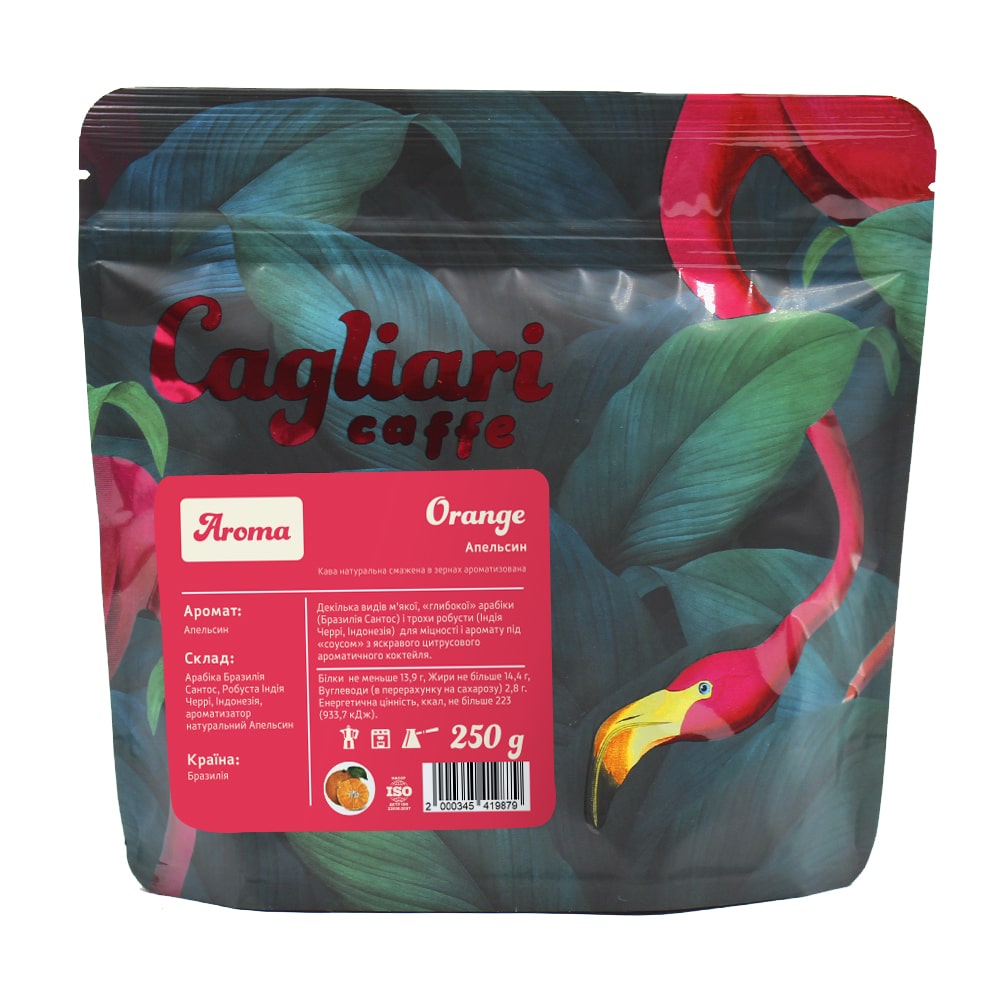 Cagliari
caffe
Aroma
Orange
Апельсин
Кава натуральна смажена в зернах ароматизована
Аромат:
Апельсин
Склад:
Арабіка Бразилія
Сантос, Робуста Індія
Черрі, Індонезія,
ароматизатор
натуральний Апельсин
Країна:
Бразилія
Декілька видів м'якої, «глибокої» арабіки
(Бразилія Сантос) і трохи робусти (Індія
Черрі, Індонезія) для міцності і аромату під
«соусом» з яскравого цитрусового
ароматичного коктейля.
Білки не меньше 13,9 г, Жири не більше 14,4 г,
Вуглеводи (в перерахунку на сахарозу) 2,8 г.
Енергетична цінність, ккал, не більше 223
(933,7 кДж).
250 g
ISO
2 000345 419879